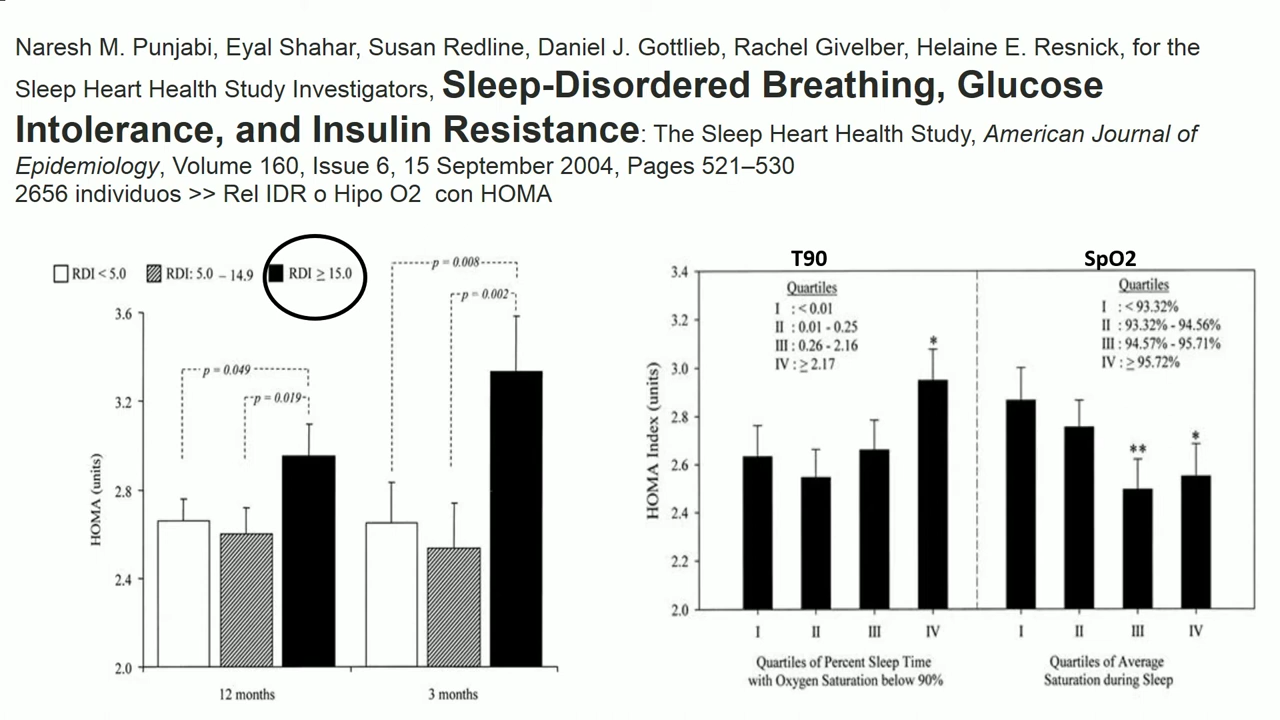 Naresh M. Punjabi, Eyal Shahar, Susan Redline, Daniel J. Gottlieb, Rachel Givelber, Helaine E. Resnick, for the
Sleep Heart Health Study Investigators, Sleep-Disordered Breathing, Glucose
Intolerance, and Insulin Resistance: The Sleep Heart Health Study, American Journal of
Epidemiology, Volume 160, Issue 6, 15 September 2004, Pages 521–530
2656 individuos >> Rel IDR o Hipo O2 con HOMA
RDI < 5.0
RDI: 5.0 – 14.9
RDI ≥ 15.0
p = 0.008
p = 0.002
p = 0.049
p = 0.019
HOMA (units)
3.6
3.2
2.8
2.4
2.0
12 months
3 months
T90
SpO2
HOMA Index (units)
3.4
3.2
3.0
2.8
2.6
2.4
2.2
2.0
Quartiles
I : < 0.01
II : 0.01 - 0.25
III : 0.26 - 2.16
IV : ≥ 2.17
*
Quartiles
I : < 93.32%
II : 93.32% - 94.56%
III : 94.57% - 95.71%
IV : ≥ 95.72%
**
*
I
II
III
IV
I
II
III
IV
Quartiles of Percent Sleep Time
with Oxygen Saturation below 90%
Quartiles of Average
Saturation during Sleep